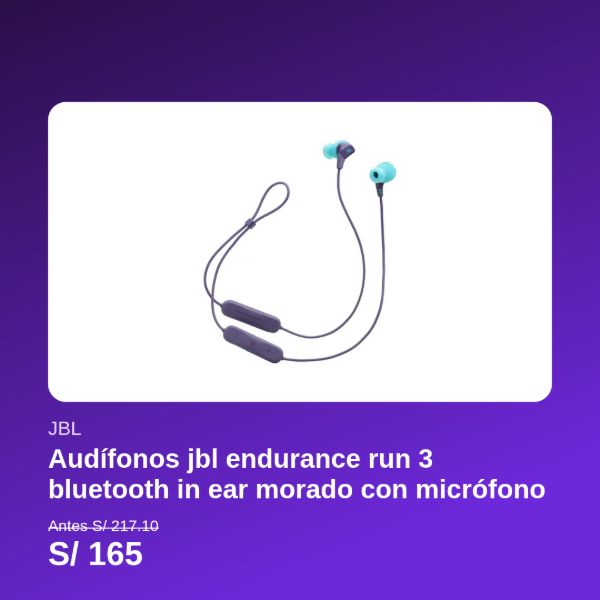 JBL
Audífonos jbl endurance run 3
bluetooth in ear morado con micrófono
Antes S/ 217.10
S/ 165